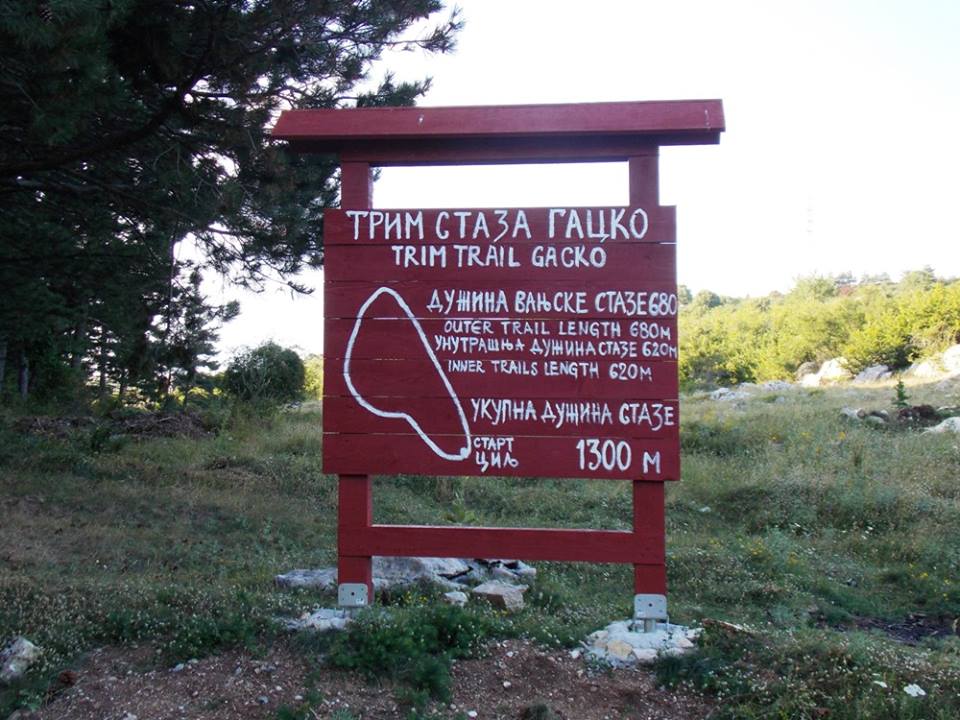 ТРИМ СТАЗА ГАЦКО
TRIM TRAIL GACKO
ДУЖИНА ВАЊСКЕ СТАЗЕ 680
OUTER TRAIL LENGTH 680M
УНУТРАШЊА ДУЖИНА СТАЗЕ 620М
INNER TRAILS LENGTH 620M
УКУПНА ДУЖИНА СТАЗЕ
1300 М
СТАРТ
ЦИЉ